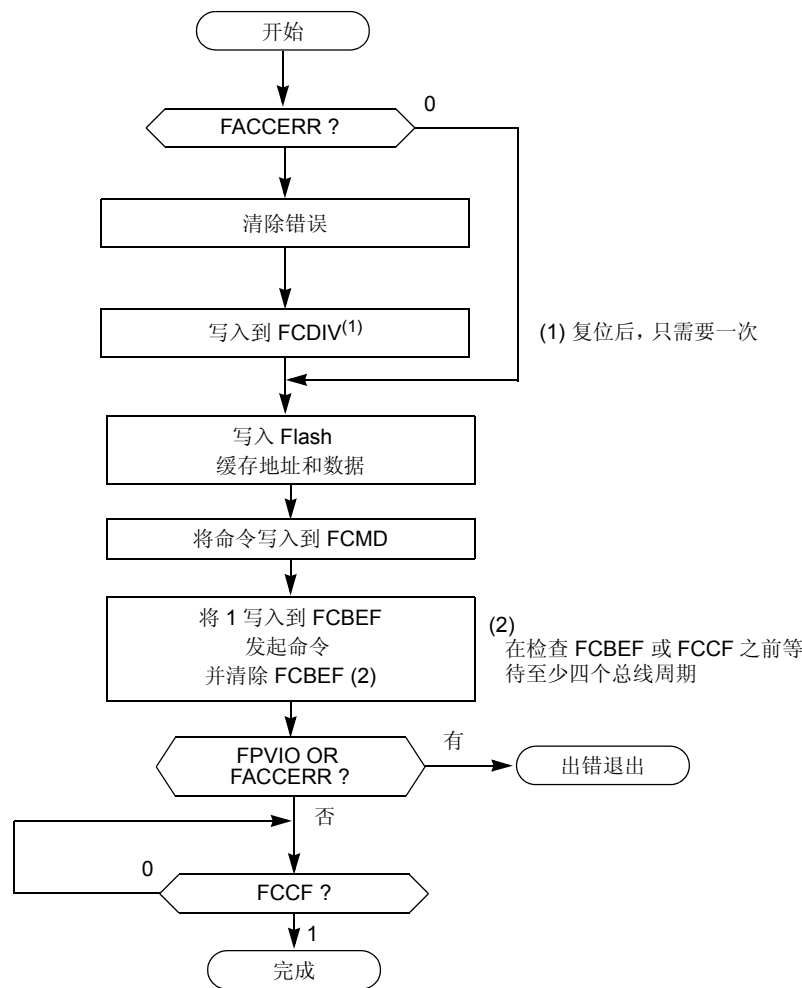 开始
0
FACCERR ?
清除错误
写入到 FCDIV(1)
(1) 复位后，只需要一次
写入 Flash
缓存地址和数据
将命令写入到 FCMD
将 1 写入到 FCBEF
发起命令
并清除 FCBEF (2)
(2)
在检查 FCBEF 或 FCCF 之前等
待至少四个总线周期
FPVIO OR
FACCERR ?
有
出错退出
否
0
FCCF ?
1
完成